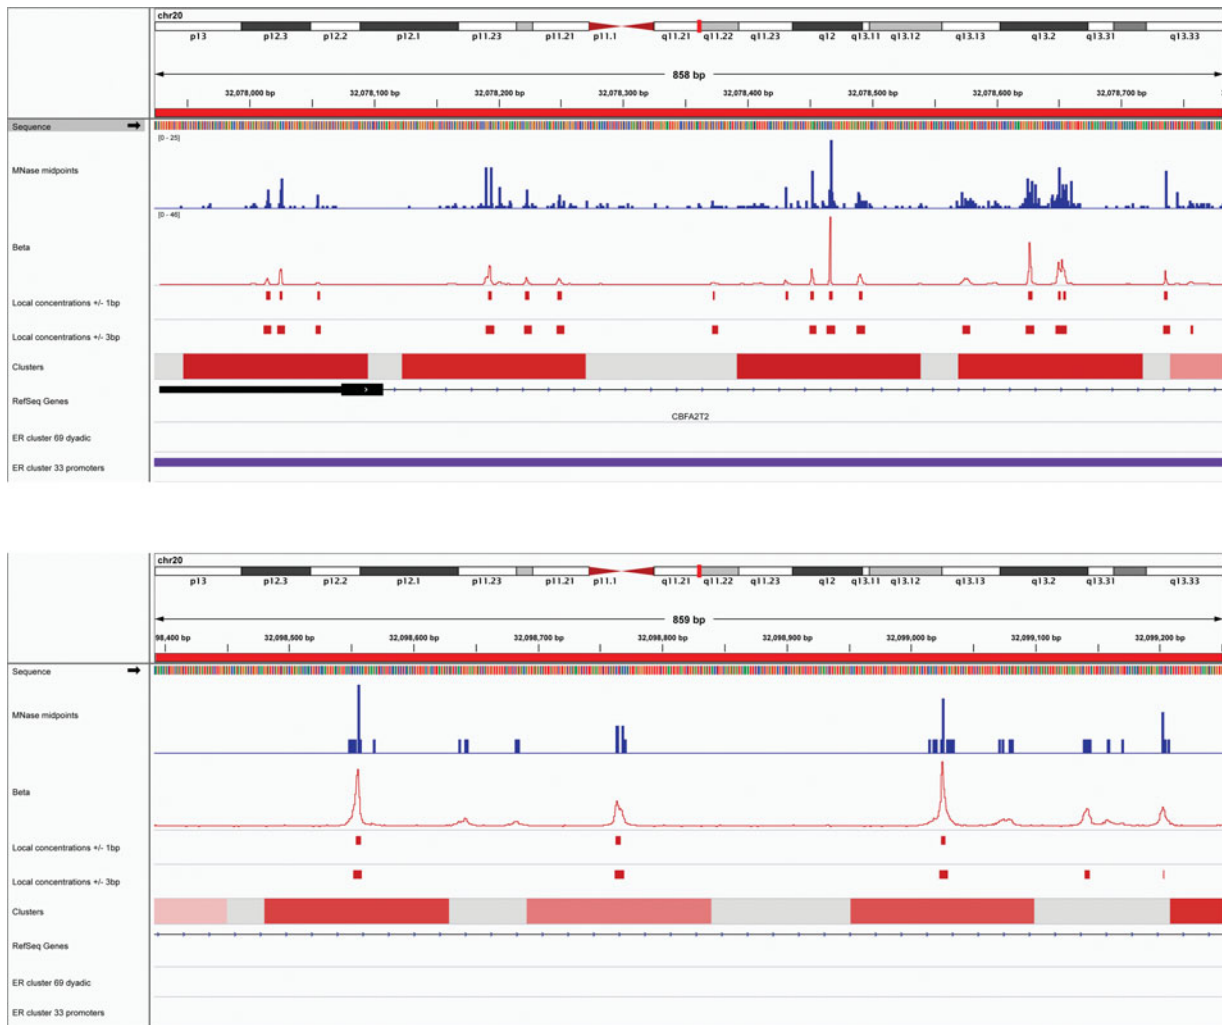 chr20
p13 p12.3 p12.2 p12.1 p11.23 p11.21 p11.1 q11.21 q11.22 q11.23 q12 q13.11 q13.12 q13.13 q13.2 q13.31 q13.33
858 bp
32,078,000 bp 32,078,100 bp 32,078,200 bp 32,078,300 bp 32,078,400 bp 32,078,500 bp 32,078,600 bp 32,078,700 bp
Sequence
[0 - 25]
MNase midpoints
[0 - 46]
Beta
Local concentrations +/- 1bp
Local concentrations +/- 3bp
Clusters
RefSeq Genes
CBFA2T2
ER cluster 69 dyadic
ER cluster 33 promoters
chr20
p13 p12.3 p12.2 p12.1 p11.23 p11.21 p11.1 q11.21 q11.22 q11.23 q12 q13.11 q13.12 q13.13 q13.2 q13.31 q13.33
859 bp
98,400 bp 32,098,500 bp 32,098,600 bp 32,098,700 bp 32,098,800 bp 32,098,900 bp 32,099,000 bp 32,099,100 bp 32,099,200 bp
Sequence
MNase midpoints
Beta
Local concentrations +/- 1bp
Local concentrations +/- 3bp
Clusters
RefSeq Genes
ER cluster 69 dyadic
ER cluster 33 promoters